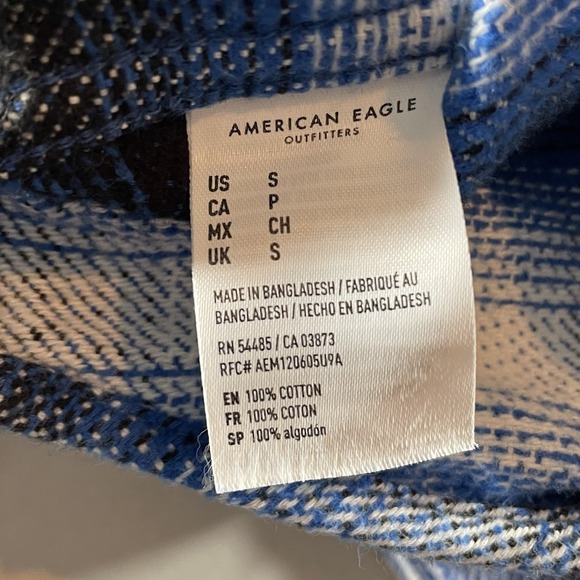 AMERICAN EAGLE
OUTFITTERS
US S
CA P
MX CH
UK S
MADE IN BANGLADESH / FABRIQUÉ AU
BANGLADESH / HECHO EN BANGLADESH
RN 54485 / CA 03873
RFC# AEM120605U9A
EN 100% COTTON
FR 100% COTON
SP 100% algodón